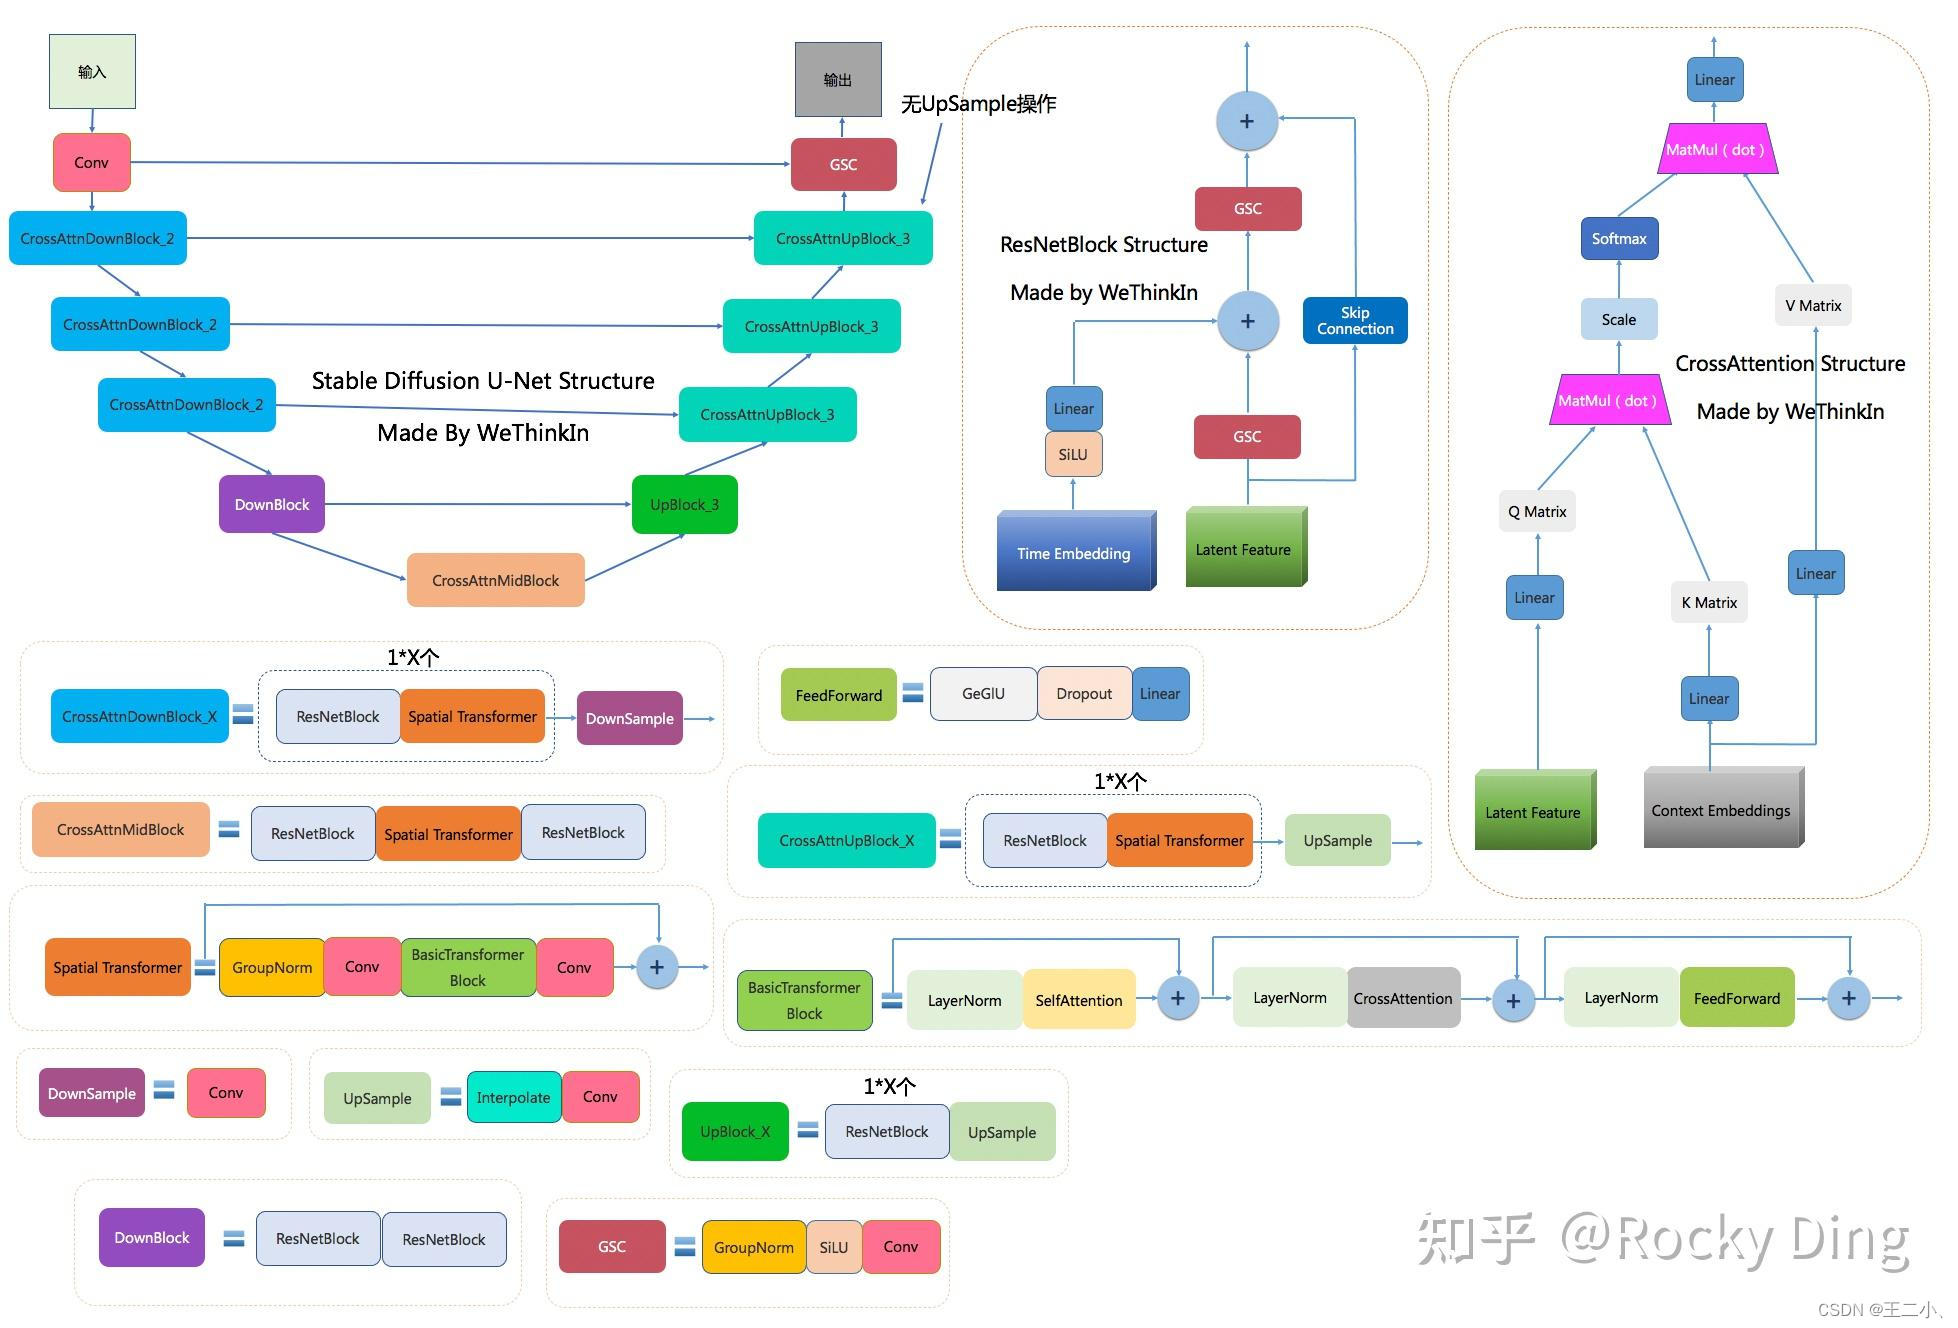 输入
Conv
CrossAttnDownBlock_2
CrossAttnDownBlock_2
CrossAttnDownBlock_2
DownBlock
CrossAttnMidBlock
UpBlock_3
CrossAttnUpBlock_3
CrossAttnUpBlock_3
CrossAttnUpBlock_3
GSC
输出
无UpSample操作
Stable Diffusion U-Net Structure
Made By WeThinkIn
+
GSC
ResNetBlock Structure
Made by WeThinkIn
+
Skip
Connection
Linear
SiLU
GSC
Time Embedding
Latent Feature
Linear
MatMul ( dot )
Softmax
Scale
V Matrix
CrossAttention Structure
Made by WeThinkIn
MatMul ( dot )
Q Matrix
Linear
K Matrix
Linear
Linear
Latent Feature
Context Embeddings
1*X个
CrossAttnDownBlock_X
ResNetBlock
Spatial Transformer
DownSample
FeedForward
GeGlU
Dropout
Linear
CrossAttnMidBlock
ResNetBlock
Spatial Transformer
ResNetBlock
1*X个
CrossAttnUpBlock_X
ResNetBlock
Spatial Transformer
UpSample
Spatial Transformer
GroupNorm
Conv
BasicTransformer
Block
Conv
+
BasicTransformer
Block
LayerNorm
SelfAttention
+
LayerNorm
CrossAttention
+
LayerNorm
FeedForward
+
DownSample
Conv
UpSample
Interpolate
Conv
1*X个
UpBlock_X
ResNetBlock
UpSample
DownBlock
ResNetBlock
ResNetBlock
GSC
GroupNorm
SiLU
Conv
知乎 @Rocky Ding
CSDN @王二小、